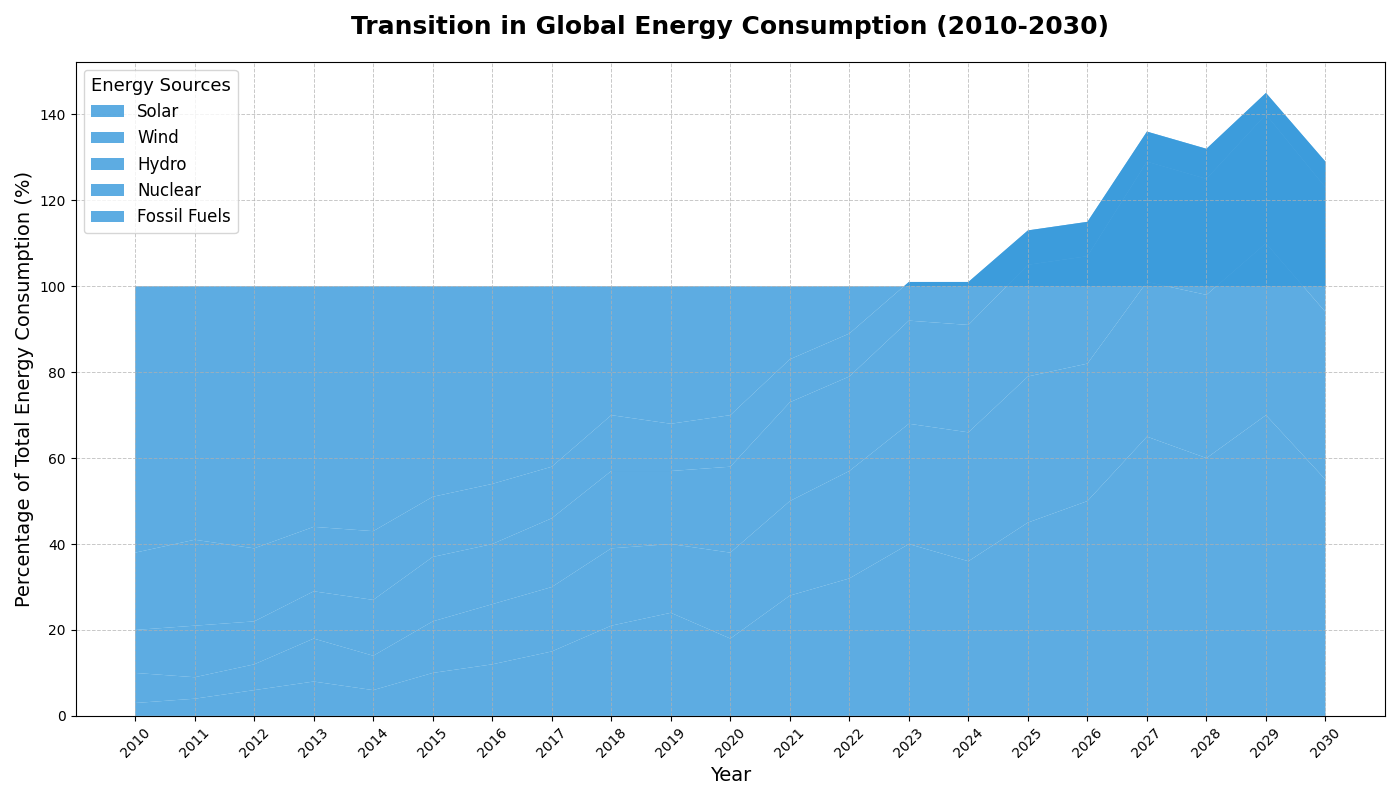 Transition in Global Energy Consumption (2010-2030)
Energy Sources
Solar
Wind
Hydro
Nuclear
Fossil Fuels
Percentage of Total Energy Consumption (%)
140
120
100
80
60
40
20
0
2010 2011 2012 2013 2014 2015 2016 2017 2018 2019 2020 2021 2022 2023 2024 2025 2026 2027 2028 2029 2030
Year